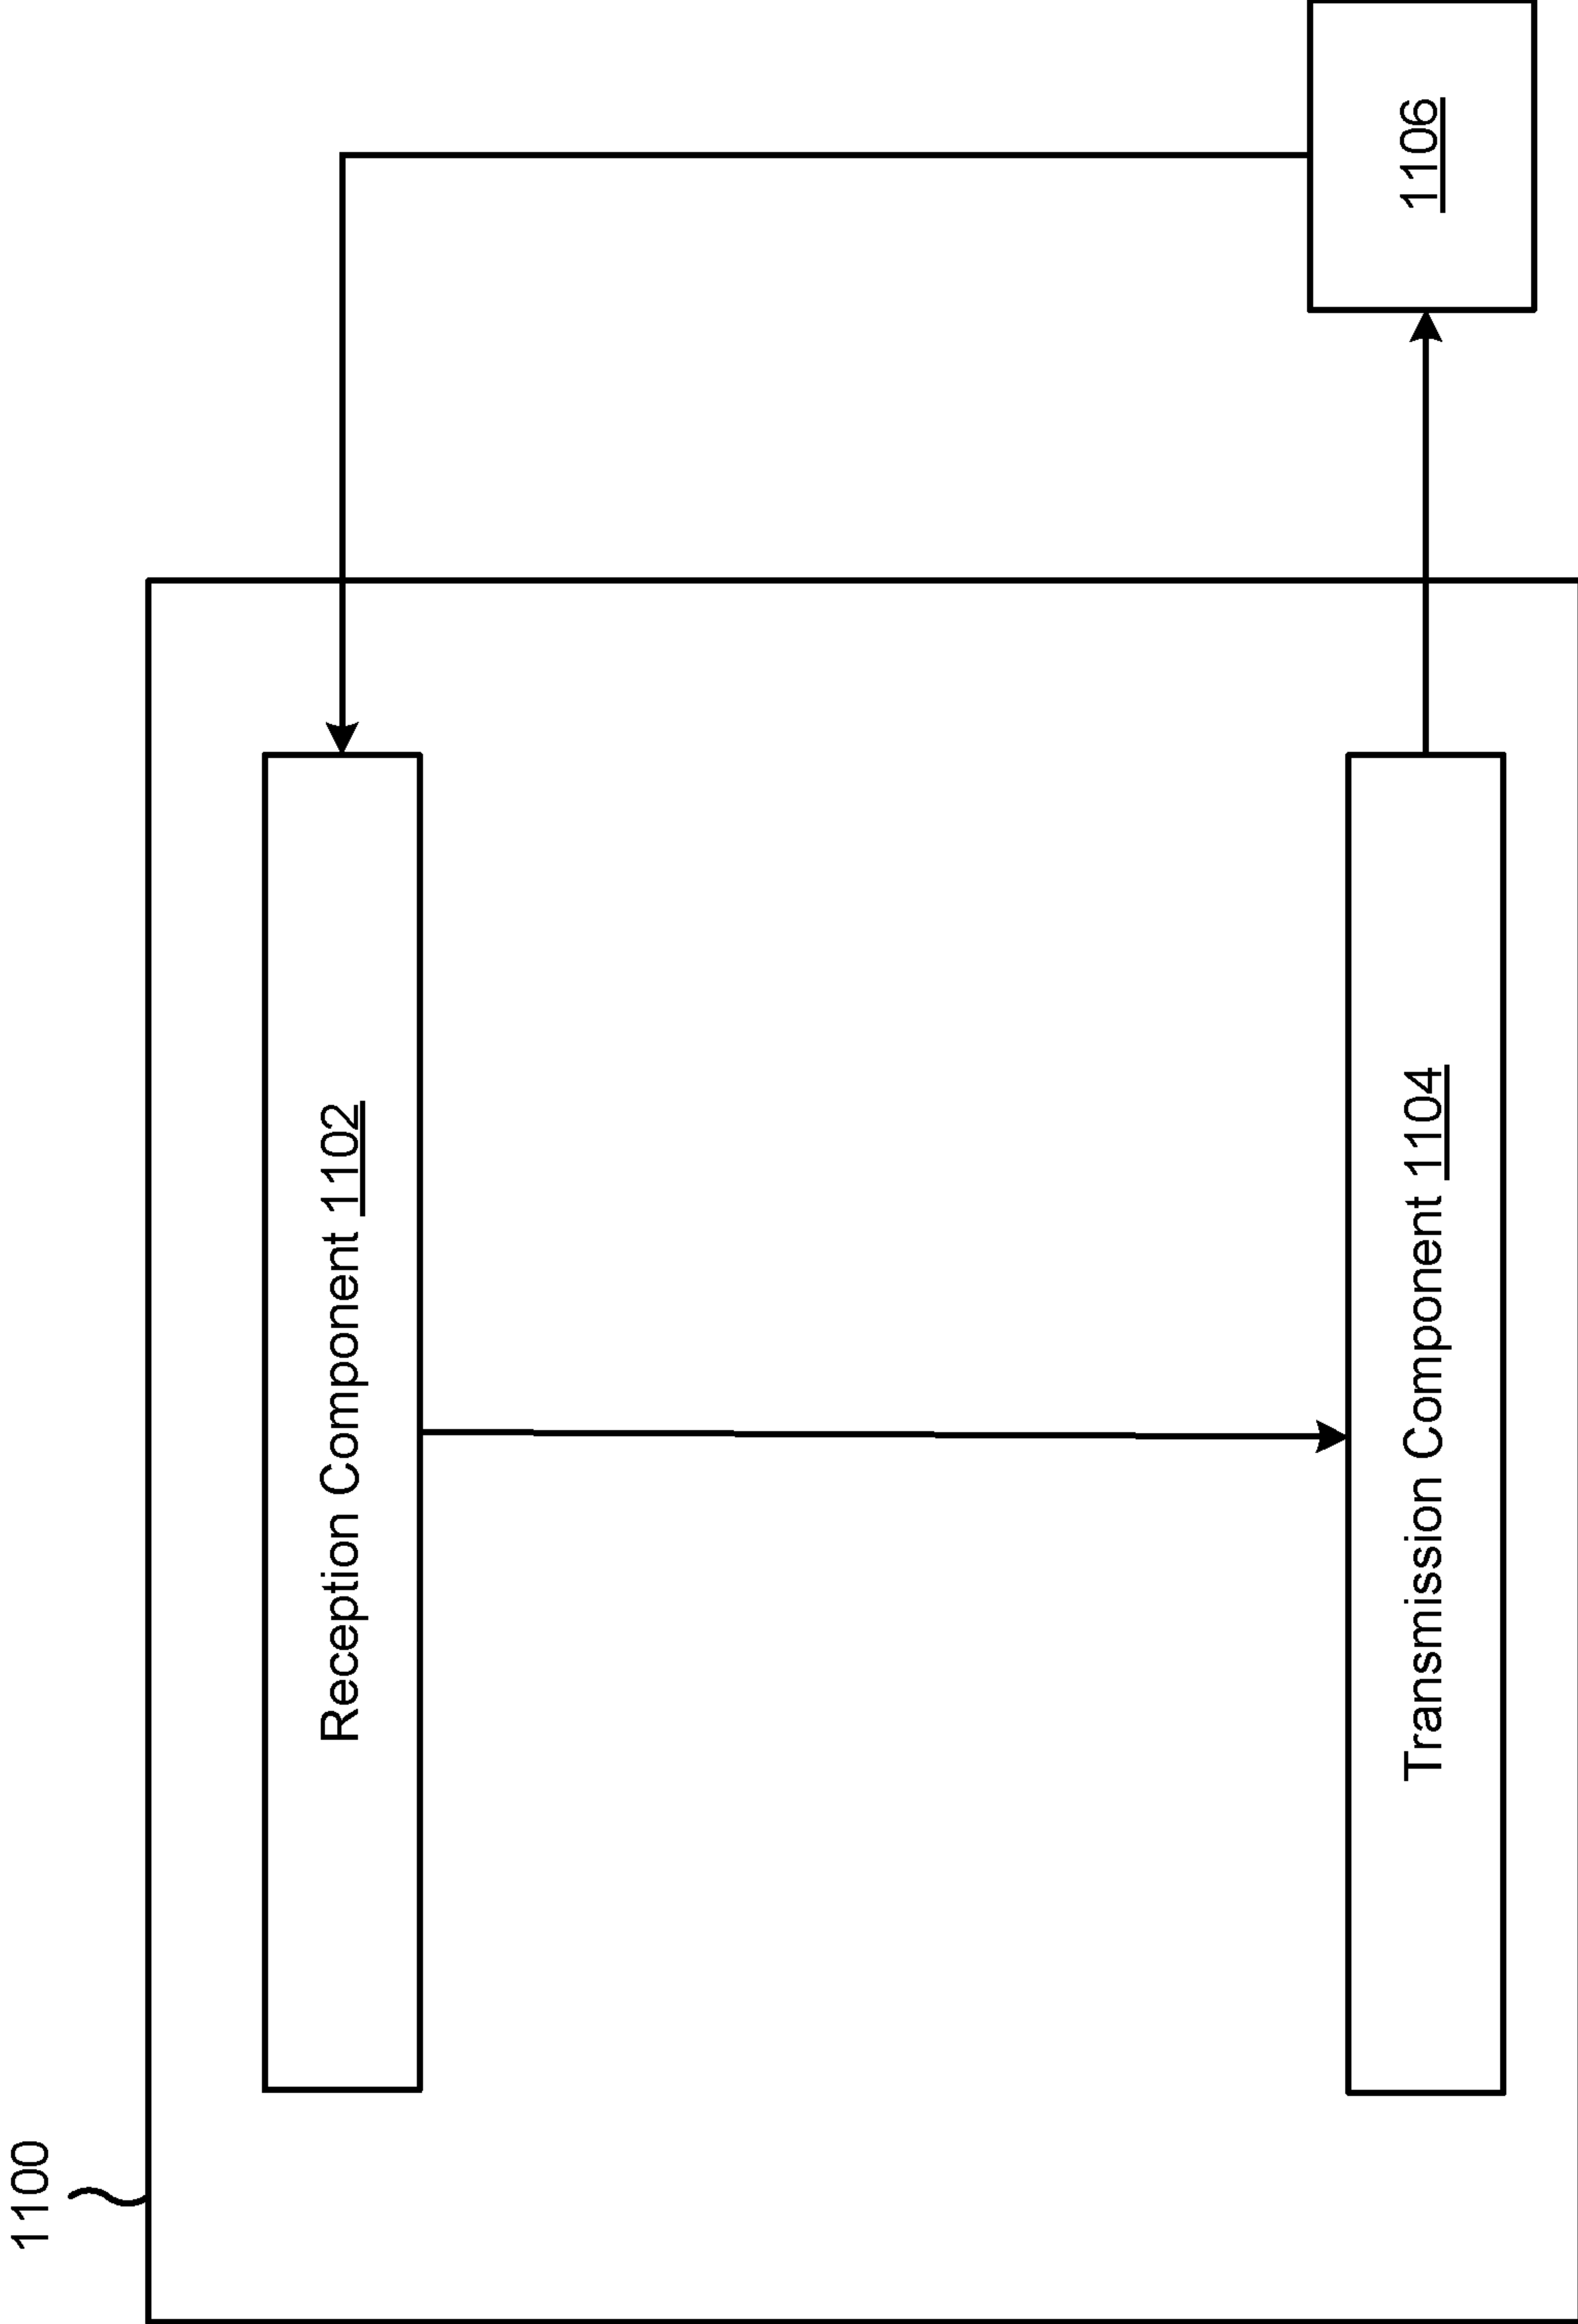 1100
Reception Component 1102
Transmission Component 1104
1106